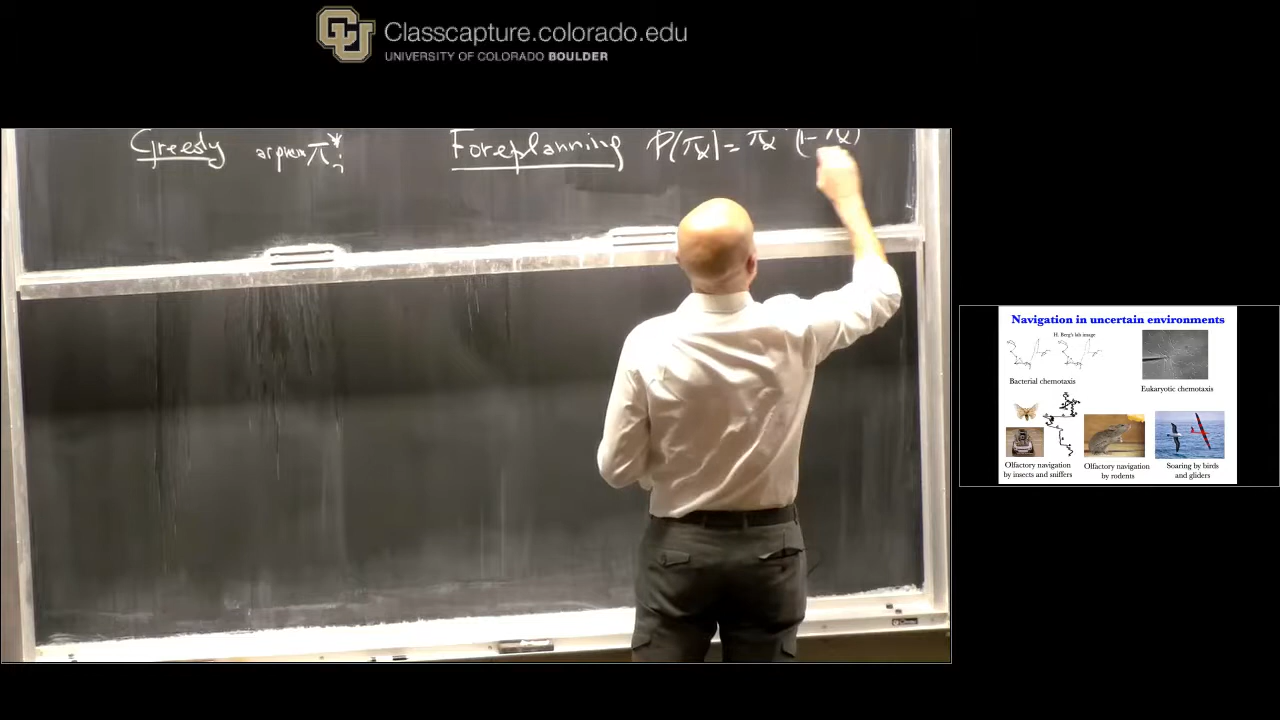 Classcapture.colorado.edu
UNIVERSITY OF COLORADO BOULDER
Greedy
Foreplanning
Navigation in uncertain environments
H. Berg's lab image
Bacterial chemotaxis
Eukaryotic chemotaxis
Olfactory navigation
by insects and sniffers
Olfactory navigation
by rodents
Soaring by birds
and gliders